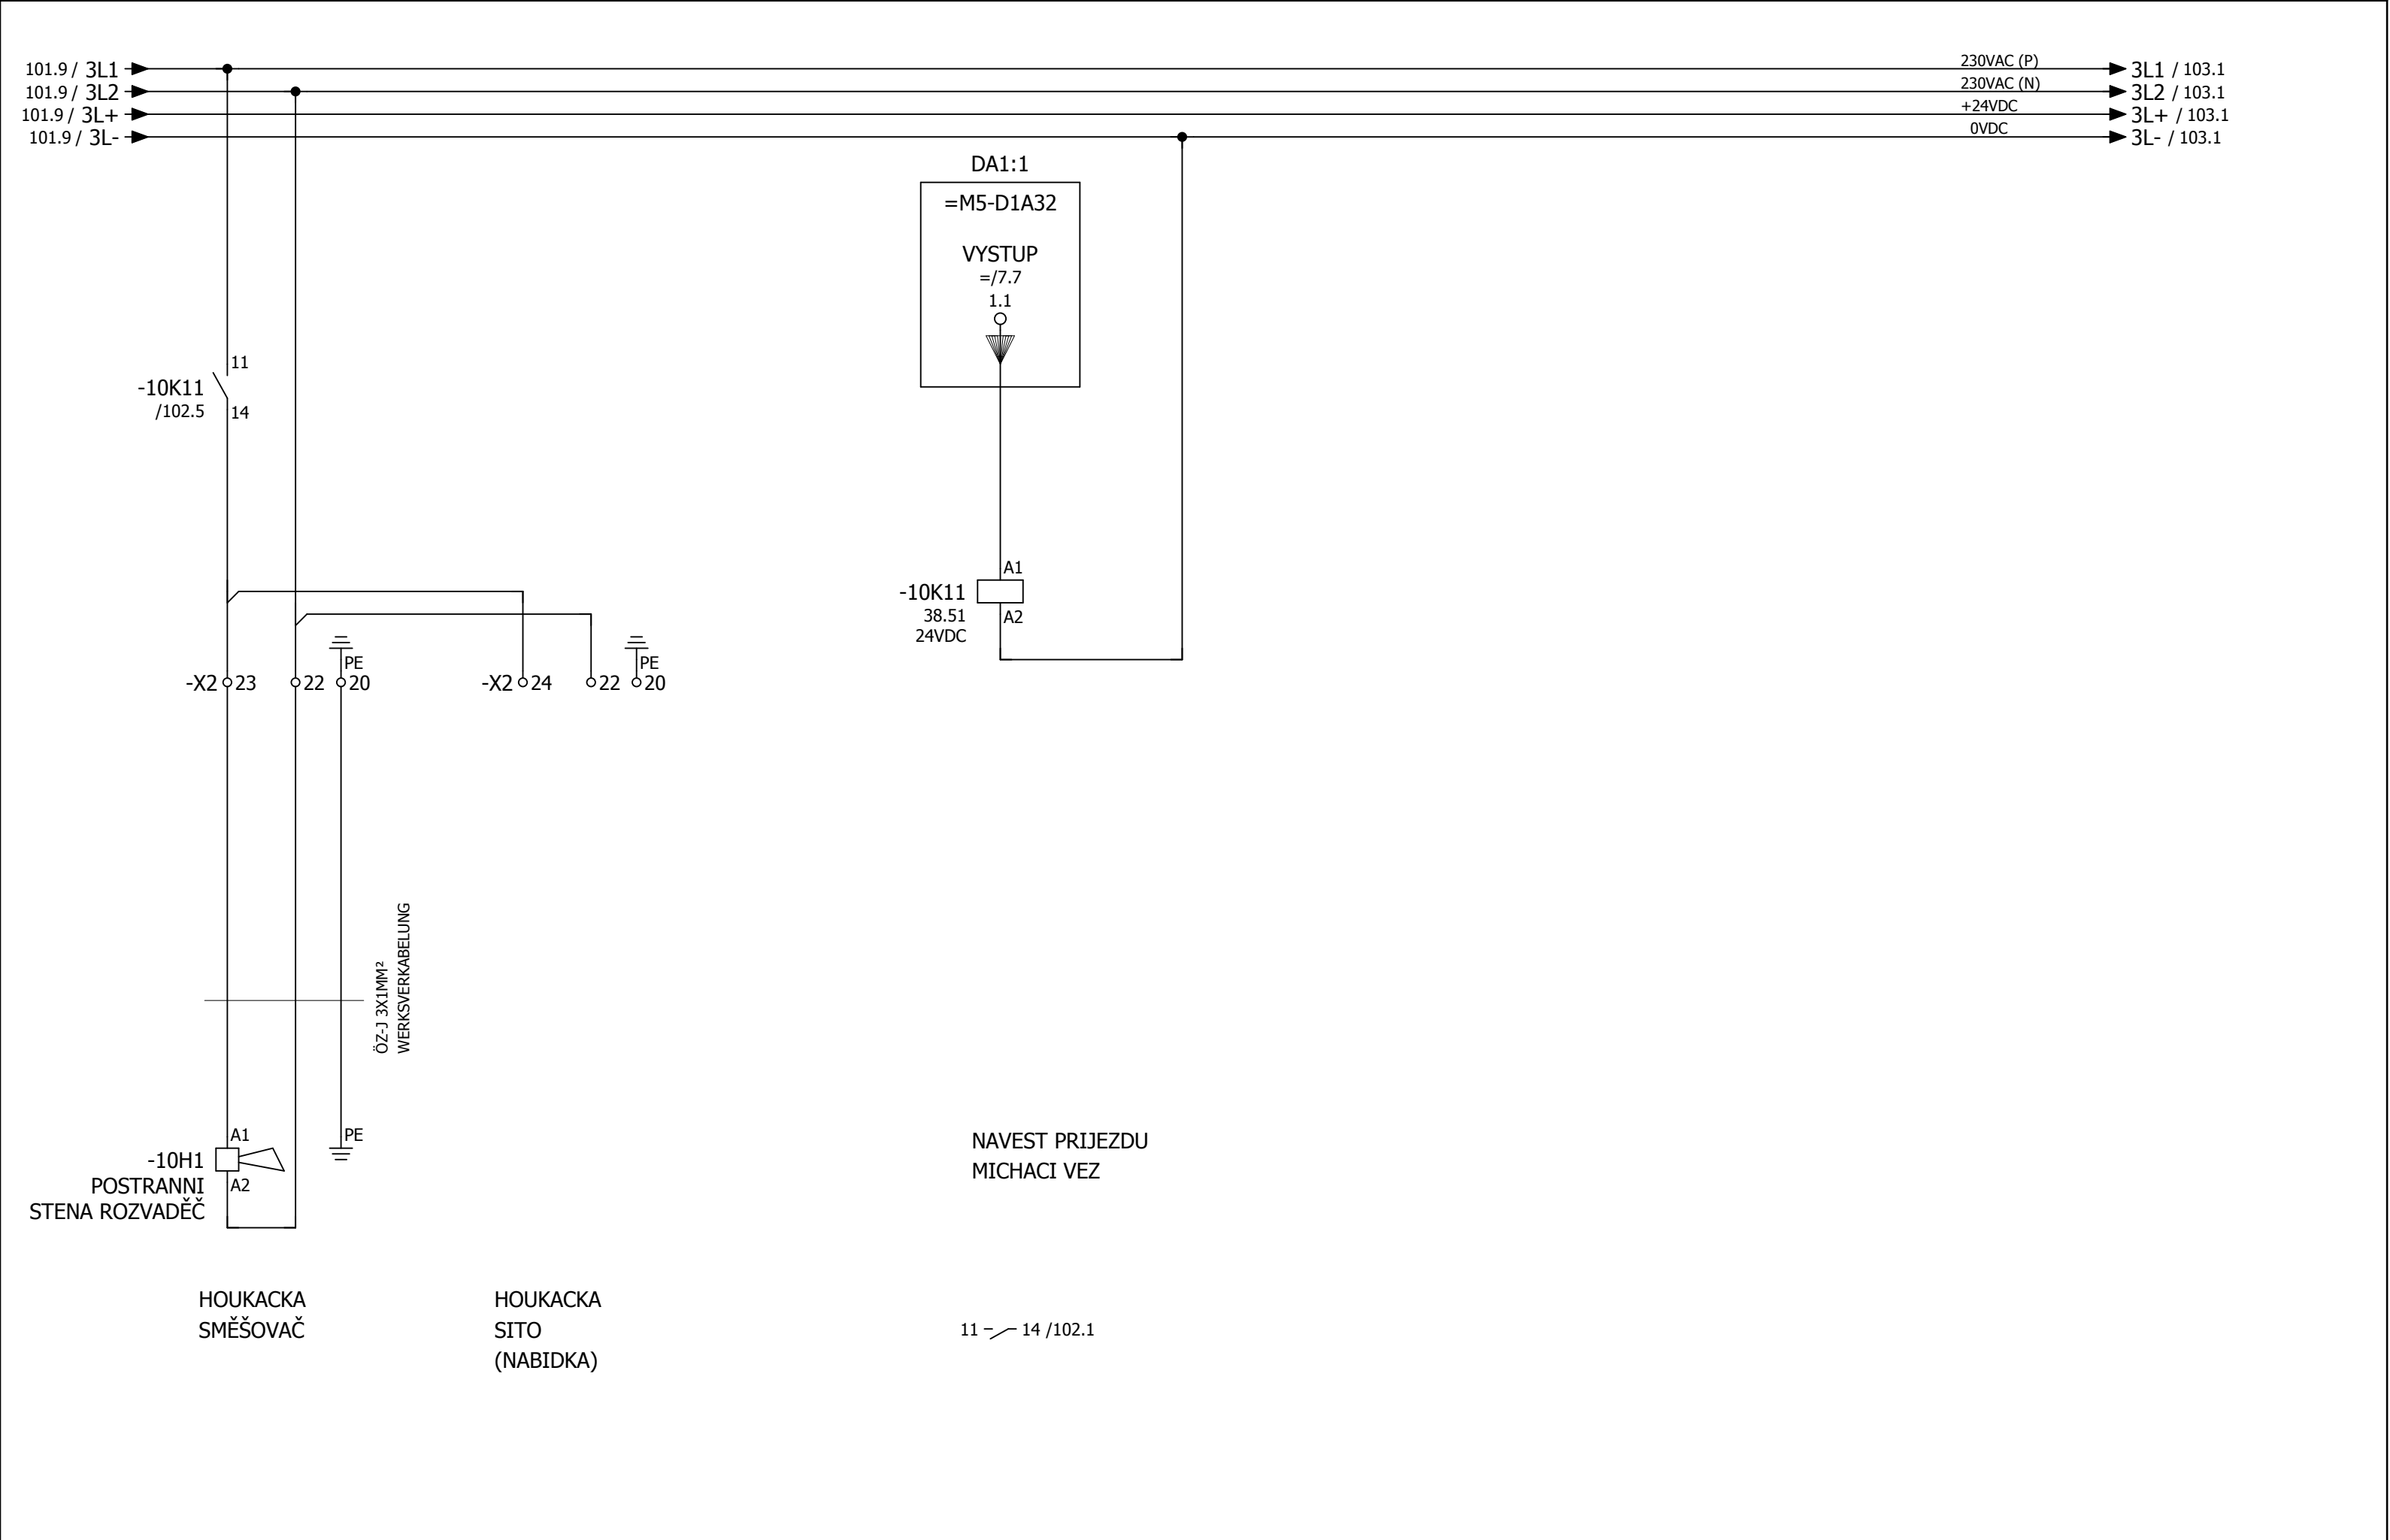 101.9 / 3L1
230VAC (P)
3L1 / 103.1
101.9 / 3L2
230VAC (N)
3L2 / 103.1
101.9 / 3L+
+24VDC
3L+ / 103.1
101.9 / 3L-
0VDC
3L- / 103.1
DA1:1
=M5-D1A32
VYSTUP
=/7.7
1.1
11
-10K11
/102.5
14
A1
-10K11
38.51
24VDC
A2
PE
PE
-X2 23 22 20
-X2 24 22 20
ÖZ-J 3X1MM²
WERKSVERKABELUNG
A1
PE
-10H1
POSTRANNI
STENA ROZVADĚČ
A2
NAVEST PRIJEZDU
MICHACI VEZ
HOUKACKA
SMĚŠOVAČ
HOUKACKA
SITO
(NABIDKA)
11 14 /102.1